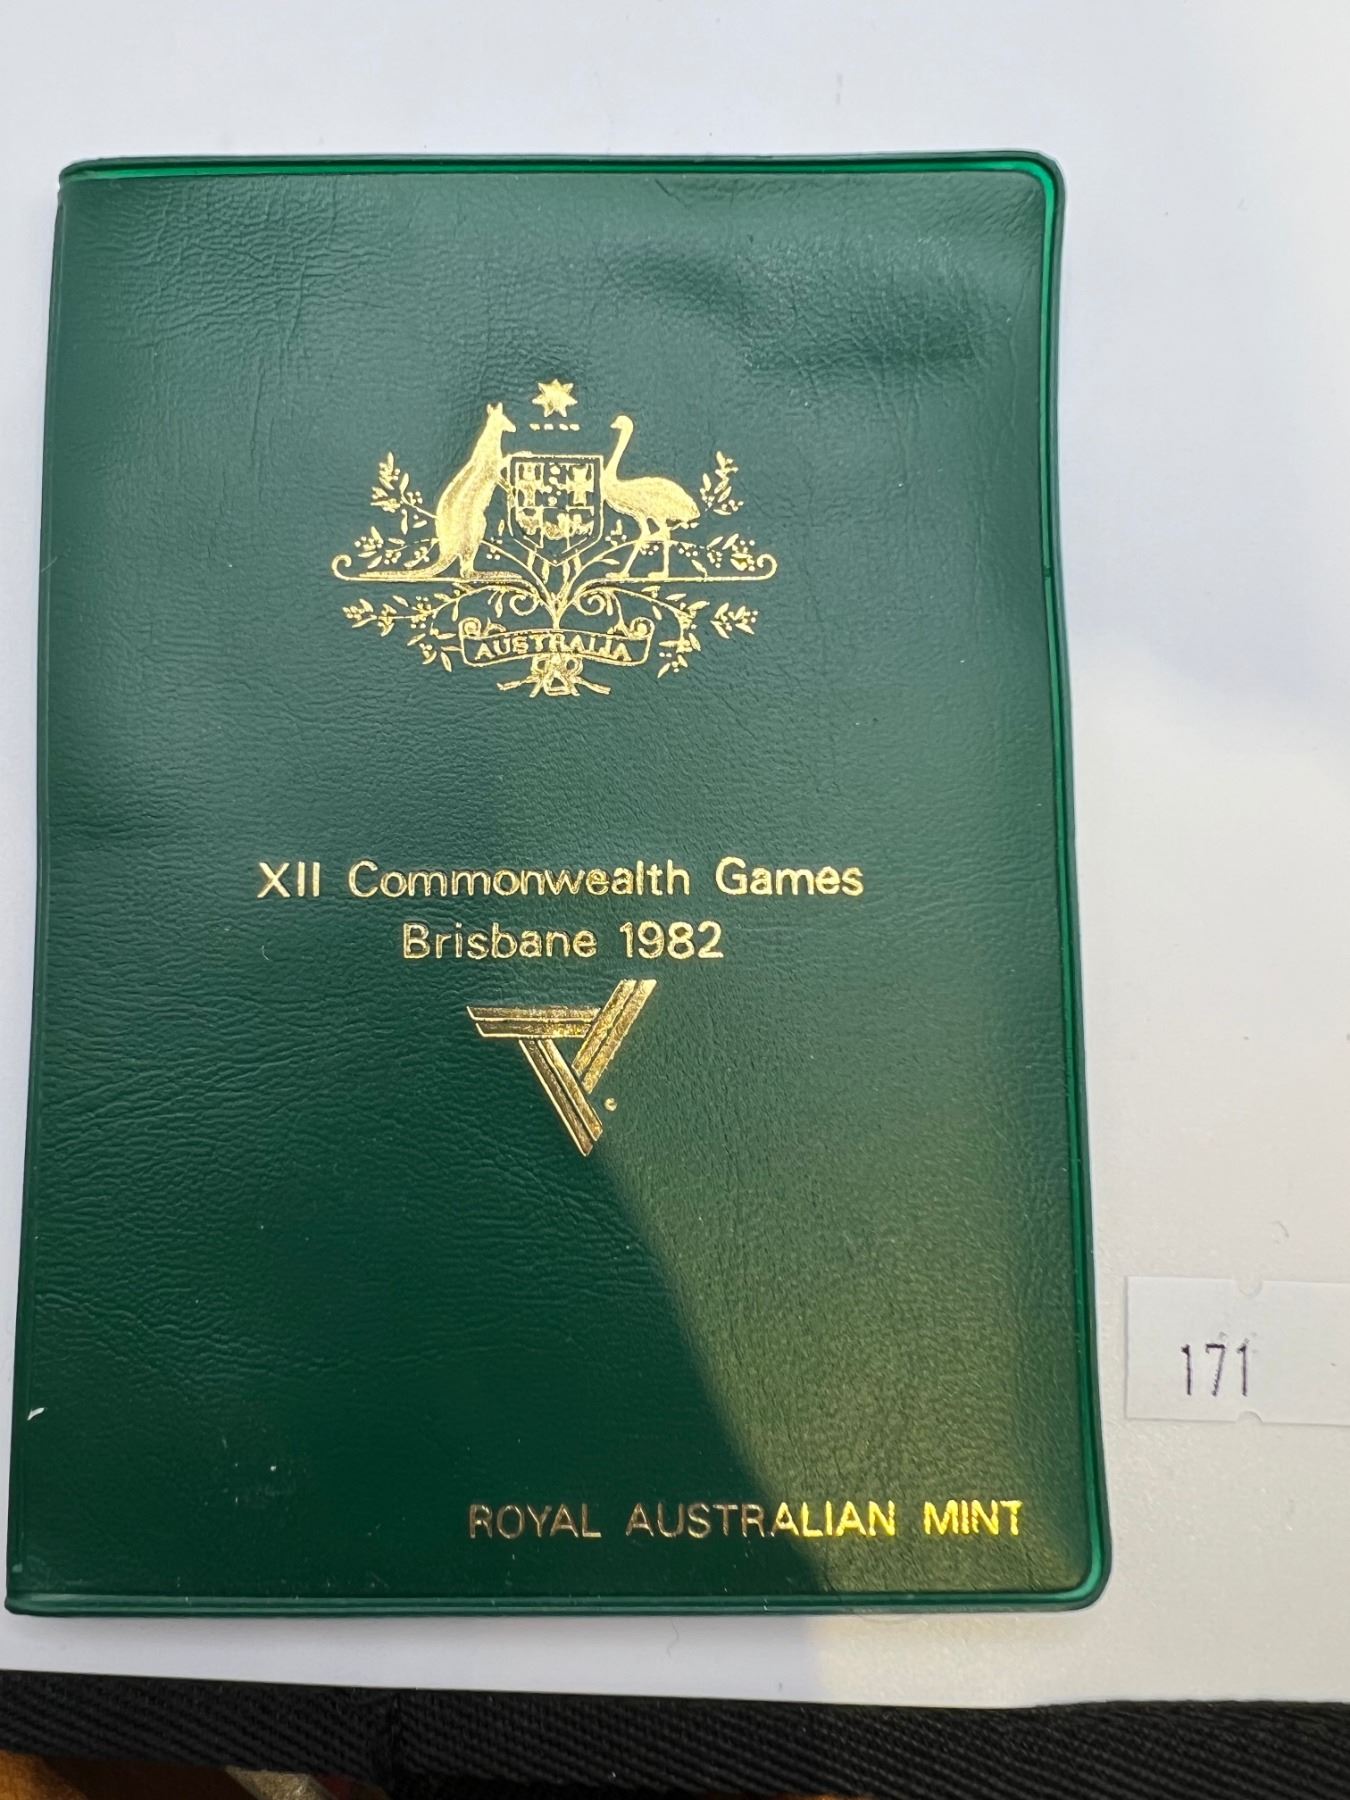 AUSTRALIA
XII Commonwealth Games
Brisbane 1982
ROYAL AUSTRALIAN MINT
171